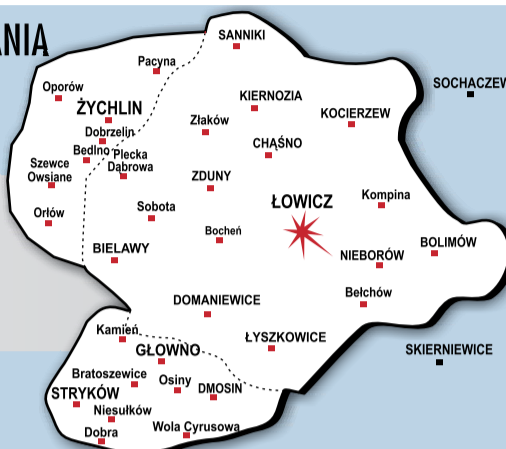 ANIA
SANNIKI
Pacyna
SOCHACZEW
Oporów
KIERNOZIA
ŻYCHLIN
KOCIERZEW
Złaków
Dobrzelin
CHĄŚNO
Bedlno
Plecka
Dąbrowa
Szewce
Owsiane
ZDUNY
ŁOWICZ
Kompina
Orłów
Sobota
Bocheń
BOLIMÓW
BIELAWY
NIEBORÓW
Bełchów
DOMANIEWICE
Kamień
ŁYSZKOWICE
GŁOWNO
SKIERNIEWICE
Bratoszewice
Osiny
DMOSIN
STRYKÓW
Niesułków
Dobra
Wola Cyrusowa